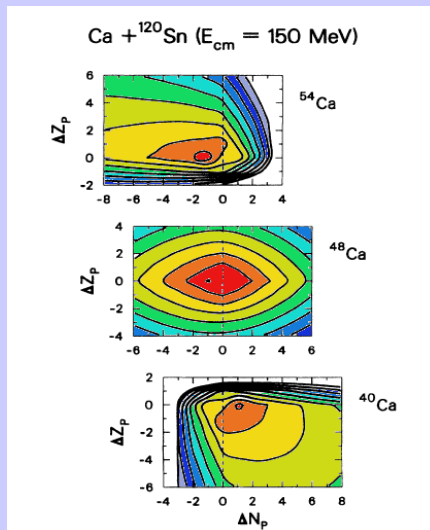 Ca + ¹²⁰Sn (E_cm = 150 MeV)
⁵⁴Ca
ΔZ_P
6
4
2
0
-2
-8 -6 -4 -2 0 2 4 6
⁴⁸Ca
ΔZ_P
4
2
0
-2
-4
-6 -4 -2 0 2 4 6
⁴⁰Ca
ΔZ_P
2
0
-2
-4
-6
-4 -2 0 2 4 6 8
ΔN_P